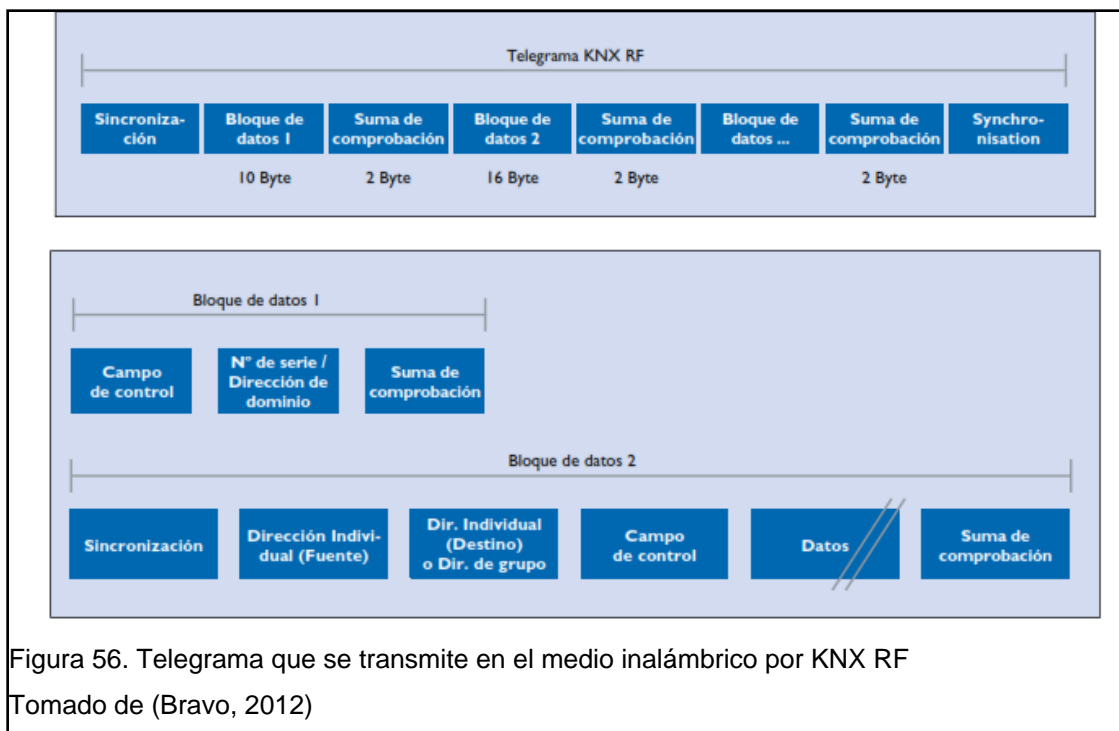 Telegrama KNX RF
Sincroniza-
ción
Bloque de
datos 1
Suma de
comprobación
Bloque de
datos 2
Suma de
comprobación
Bloque de
datos ...
Suma de
comprobación
Synchro-
nisation
10 Byte 2 Byte 16 Byte 2 Byte 2 Byte
Bloque de datos 1
Campo
de control
Nº de serie /
Dirección de
dominio
Suma de
comprobación
Bloque de datos 2
Sincronización
Dirección Indivi-
dual (Fuente)
Dir. Individual
(Destino)
o Dir. de grupo
Campo
de control
Datos
Suma de
comprobación
Figura 56. Telegrama que se transmite en el medio inalámbrico por KNX RF
Tomado de (Bravo, 2012)